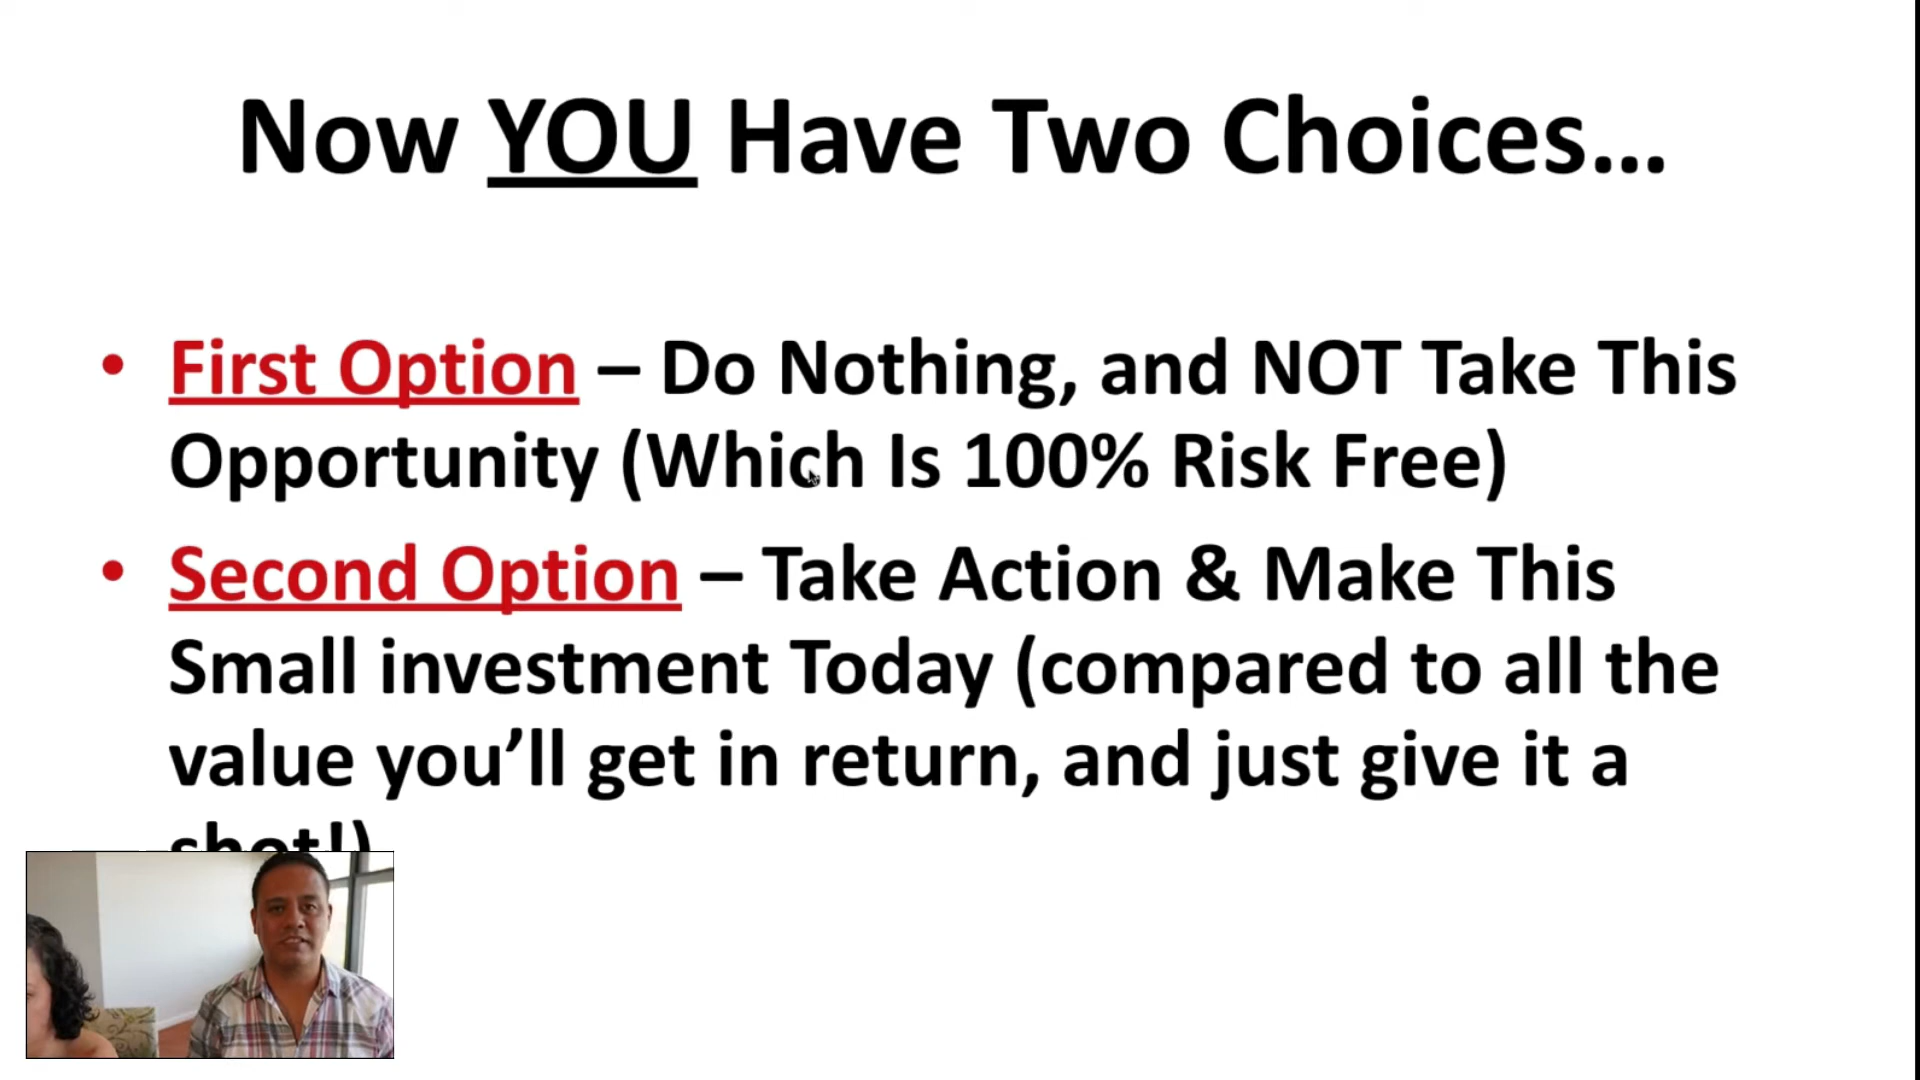 Now YOU Have Two Choices...
• First Option – Do Nothing, and NOT Take This
Opportunity (Which Is 100% Risk Free)
• Second Option – Take Action & Make This
Small investment Today (compared to all the
value you’ll get in return, and just give it a
shot!)